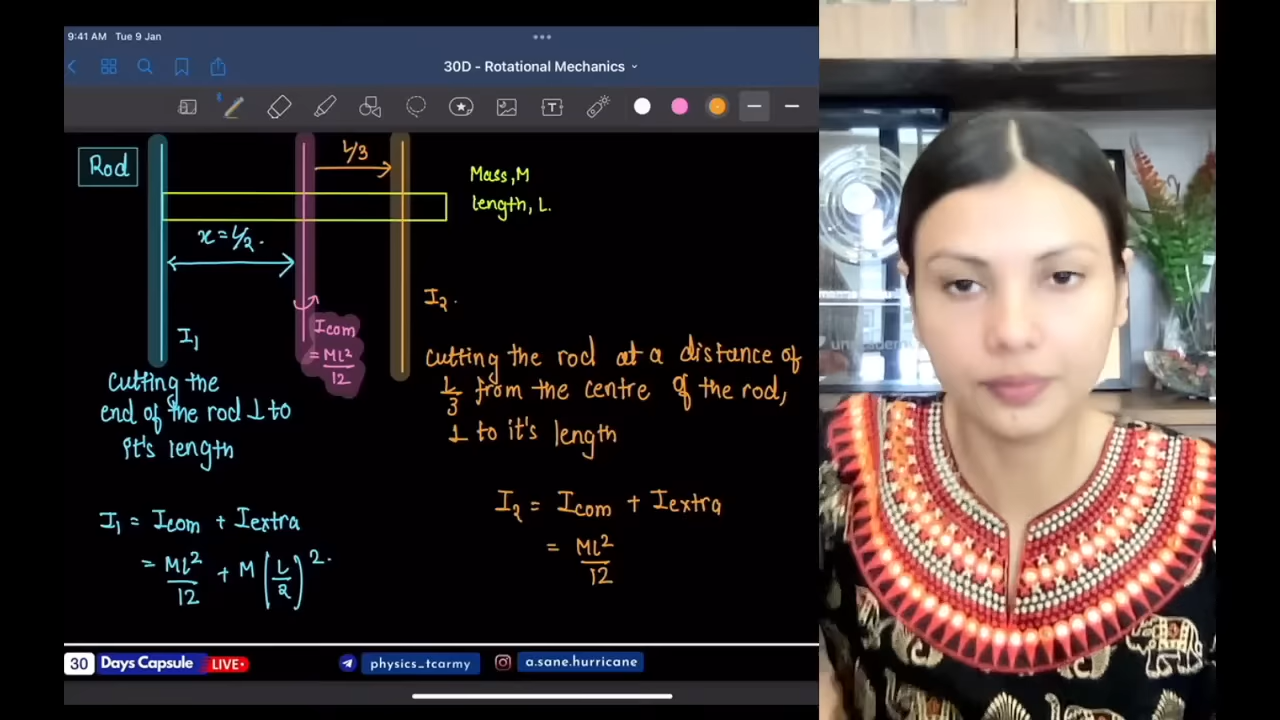 9:41 AM Tue 9 Jan
30D - Rotational Mechanics
Rod
L/3
Mass, M
length, L.
x = L/2.
I₂.
I₁
Icom
= ML²/12
cutting the rod at a distance of
L/3 from the centre of the rod,
⊥ to it's length
cutting the
end of the rod ⊥ to
it's length
I₂ = Icom + Iextra
= ML²/12
I₁ = Icom + Iextra
= ML²/12 + M (L/2)².
30 Days Capsule LIVE
physics_tcarmy
a.sane.hurricane